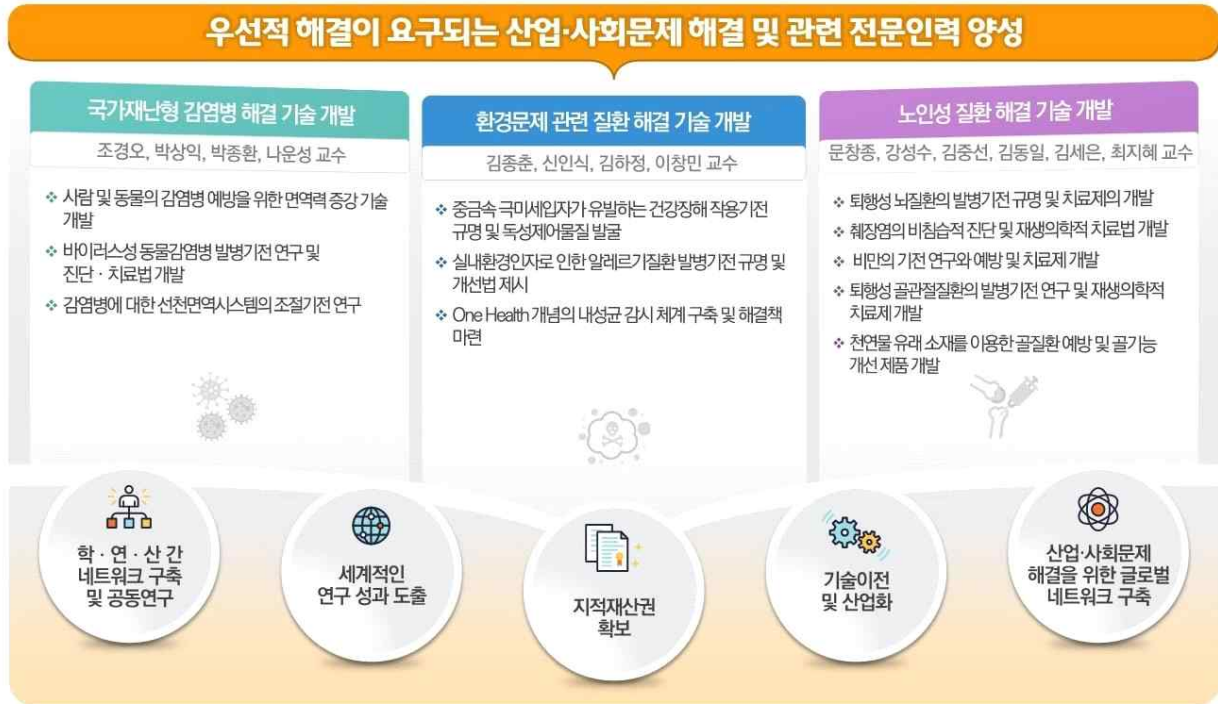 우선적 해결이 요구되는 산업·사회문제 해결 및 관련 전문인력 양성
국가재난형 감염병 해결 기술 개발
조경오, 박상익, 박종환, 나운성 교수
❖ 사람 및 동물의 감염병 예방을 위한 면역력 증강 기술
개발
❖ 바이러스성 동물감염병 발병기전 연구 및
진단 · 치료법 개발
❖ 감염병에 대한 선천면역시스템의 조절기전 연구
환경문제 관련 질환 해결 기술 개발
김종춘, 신인식, 김하정, 이창민 교수
❖ 중금속 극미세입자가 유발하는 건강장해 작용기전
규명 및 독성제어물질 발굴
❖ 실내환경인자로 인한 알레르기질환 발병기전 규명 및
개선법 제시
❖ One Health 개념의 내성균 감시 체계 구축 및 해결책
마련
노인성 질환 해결 기술 개발
문창종, 강성수, 김중선, 김동일, 김세은, 최지혜 교수
❖ 퇴행성 뇌질환의 발병기전 규명 및 치료제의 개발
❖ 췌장염의 비침습적 진단 및 재생의학적 치료법 개발
❖ 비만의 기전 연구와 예방 및 치료제 개발
❖ 퇴행성 골관절질환의 발병기전 연구 및 재생의학적
치료제 개발
❖ 천연물 유래 소재를 이용한 골질환 예방 및 골기능
개선 제품 개발
학 · 연 · 산 간
네트워크 구축
및 공동연구
세계적인
연구 성과 도출
지적재산권
확보
기술이전
및 산업화
산업·사회문제
해결을 위한 글로벌
네트워크 구축